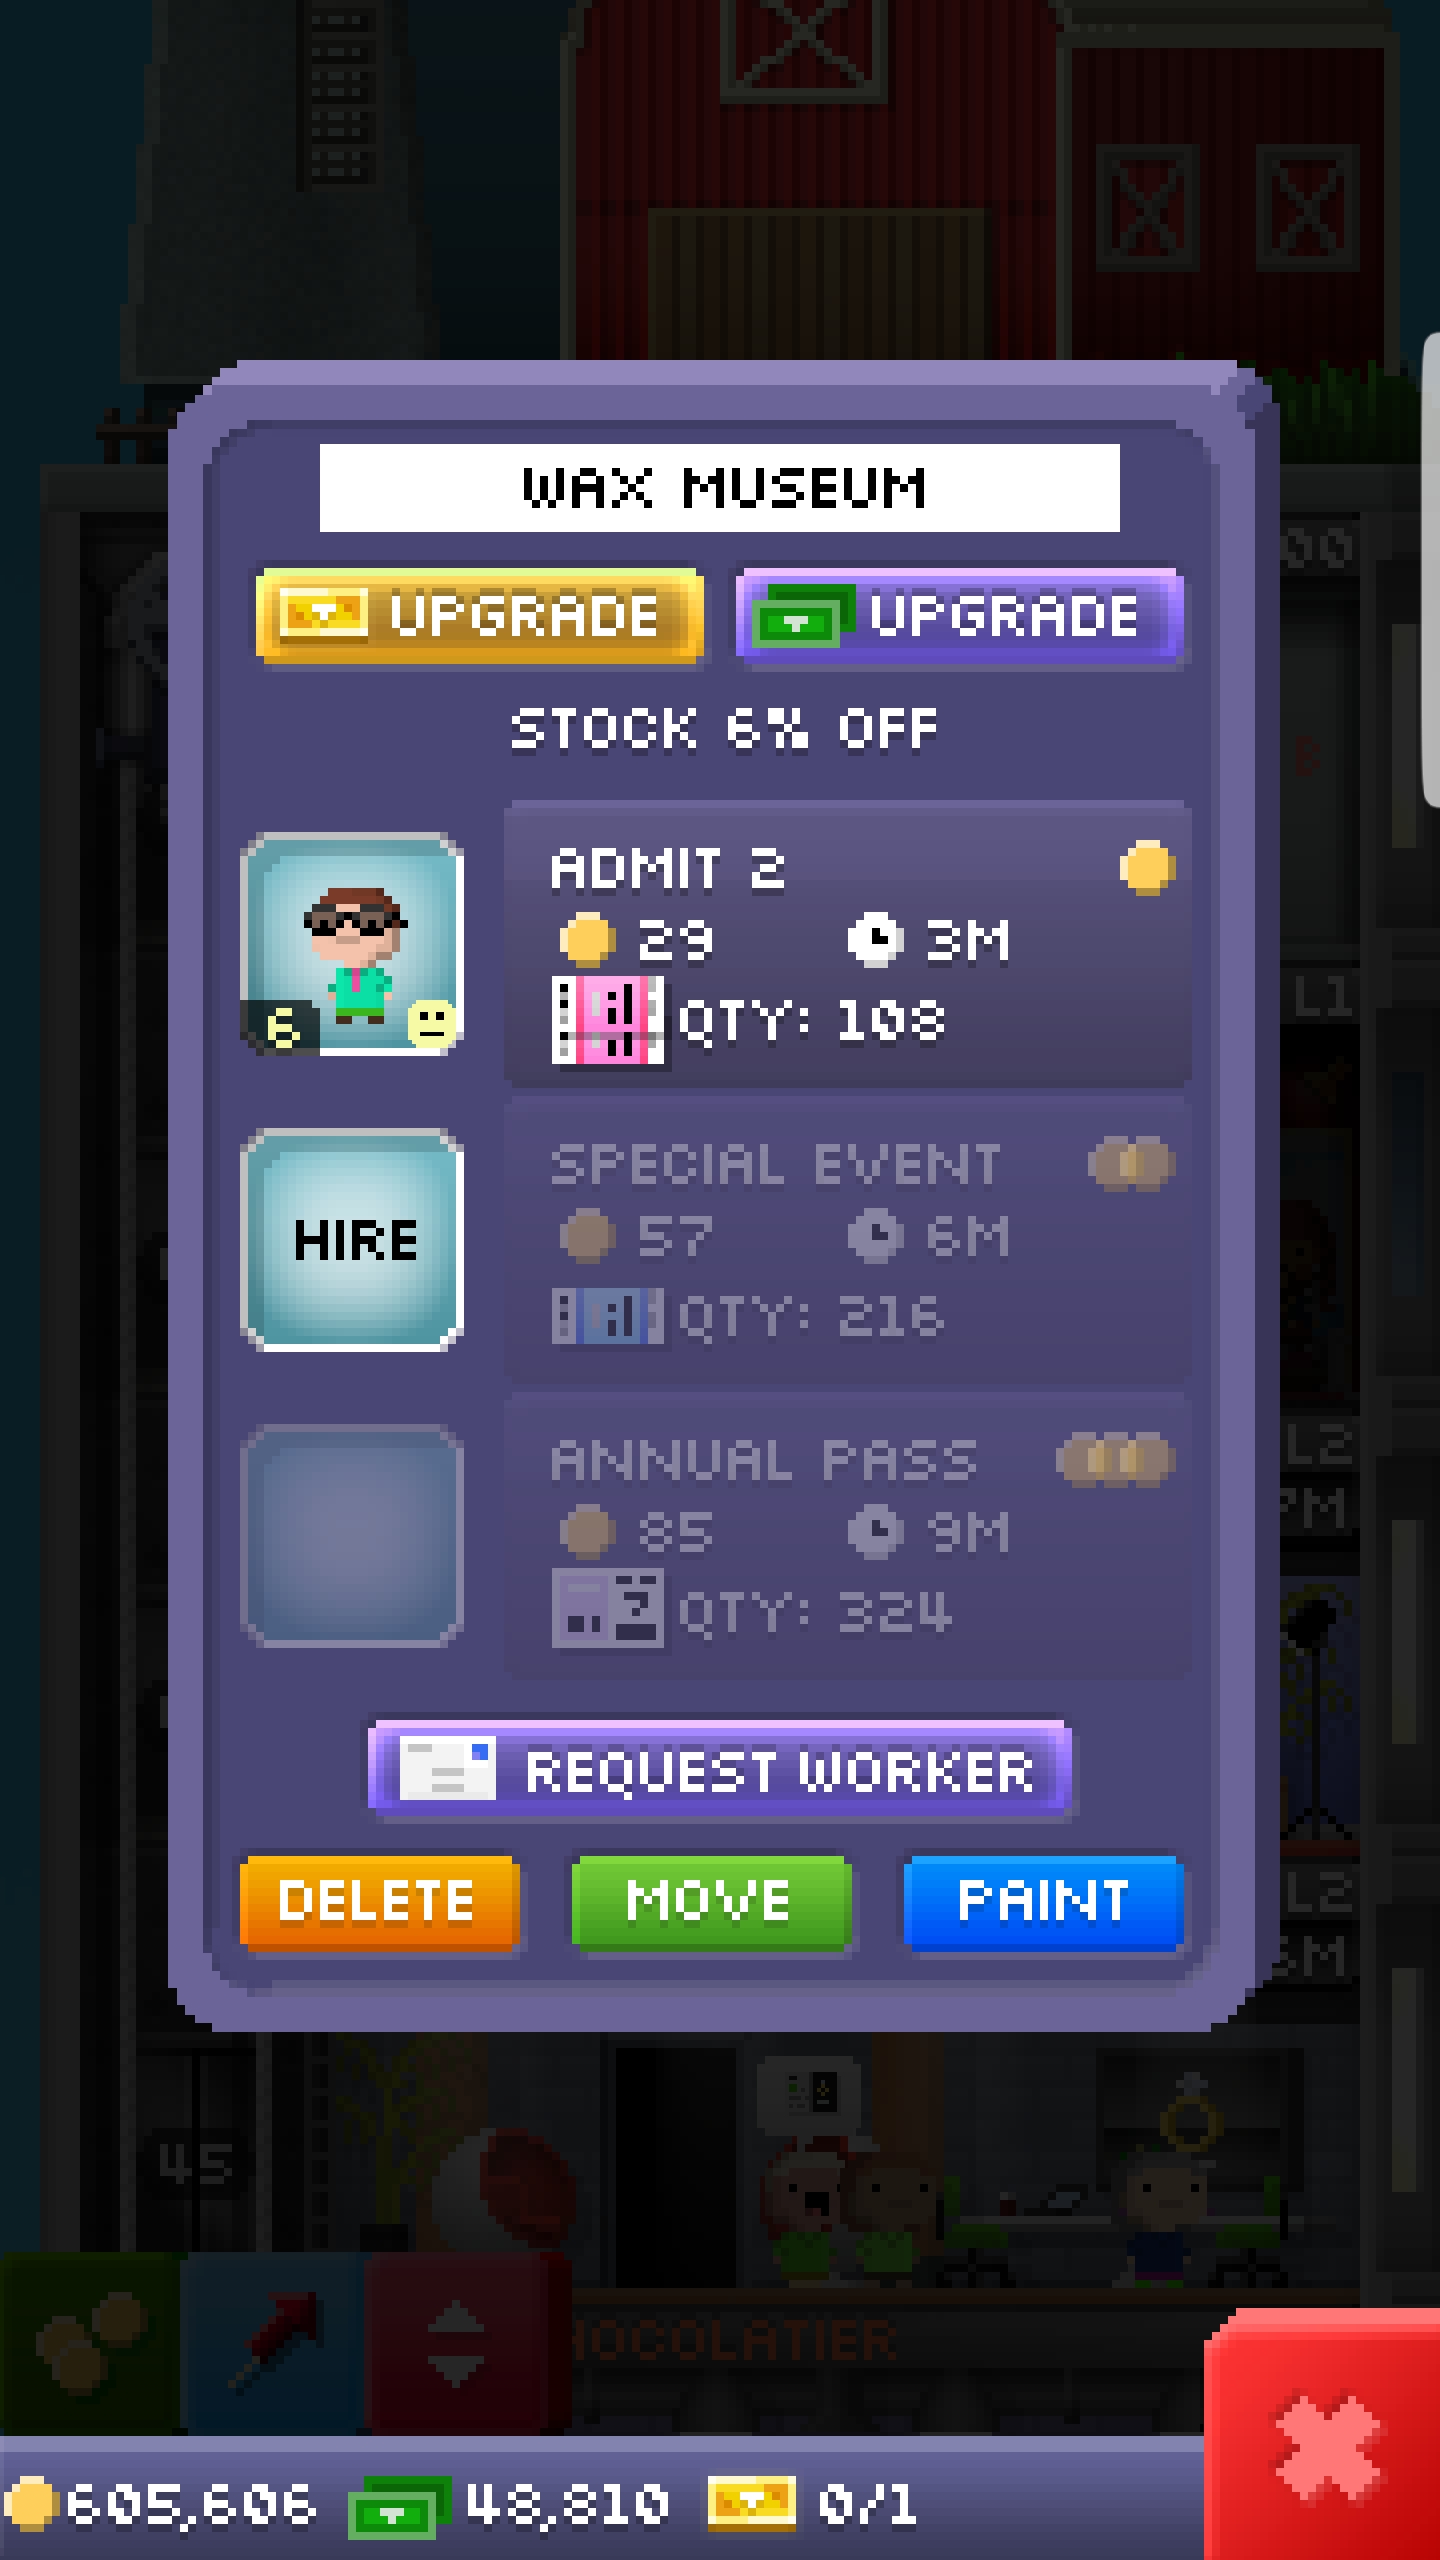 WAX MUSEUM
UPGRADE
UPGRADE
STOCK 6% OFF
ADMIT 2
29
3M
6
QTY: 108
SPECIAL EVENT
57
6M
HIRE
QTY: 216
ANNUAL PASS
85
9M
QTY: 324
REQUEST WORKER
DELETE
MOVE
PAINT
45
605,606
48,810
0/1